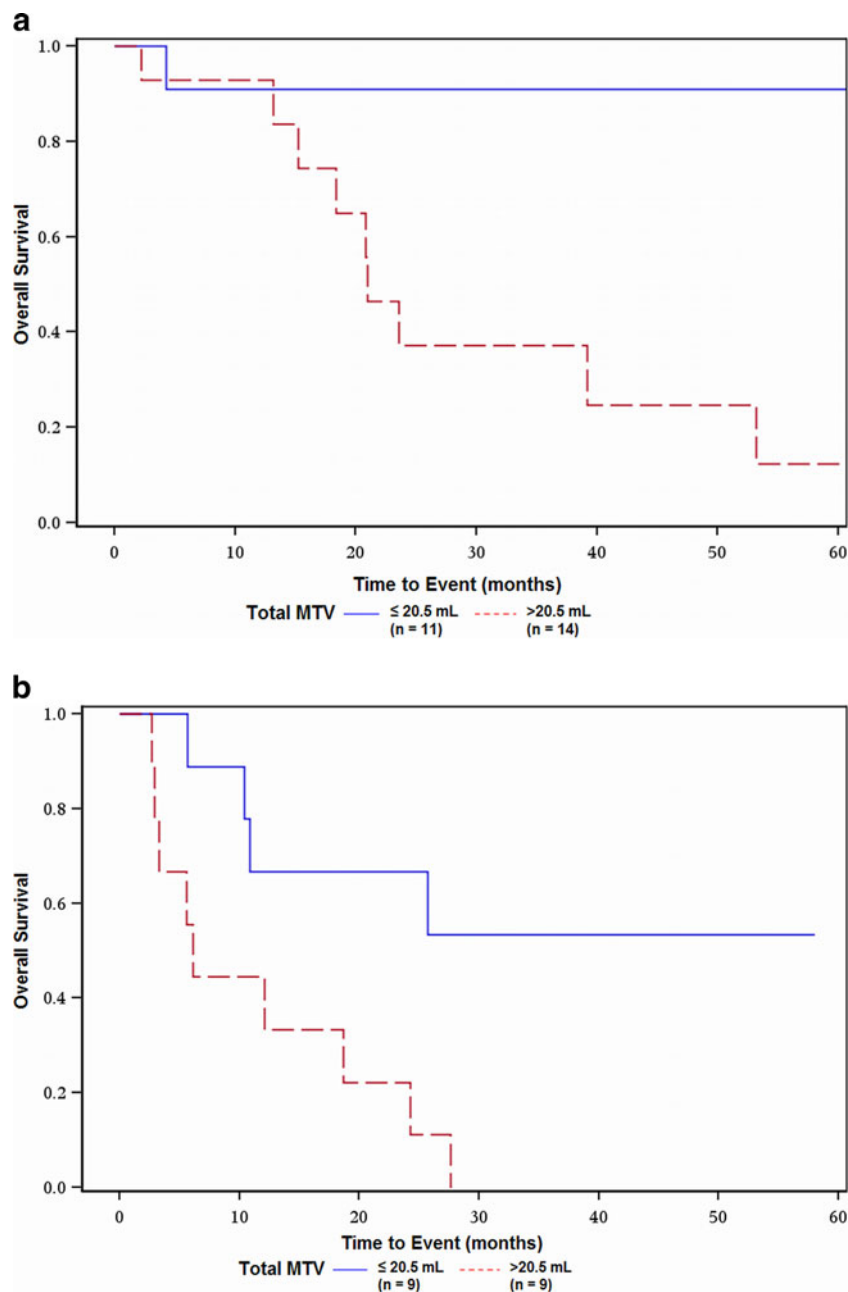 a
1.0
0.8
0.6
0.4
0.2
0.0
Overall Survival
0 10 20 30 40 50 60
Time to Event (months)
Total MTV ≤ 20.5 mL >20.5 mL
(n = 11) (n = 14)
b
1.0
0.8
0.6
0.4
0.2
0.0
Overall Survival
0 10 20 30 40 50 60
Time to Event (months)
Total MTV ≤ 20.5 mL >20.5 mL
(n = 9) (n = 9)